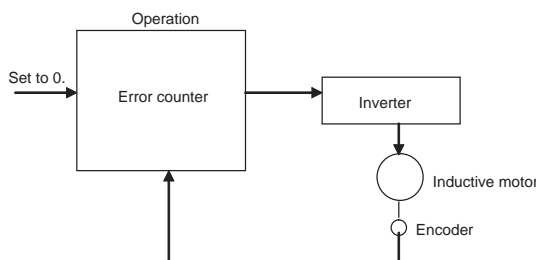 Operation
Set to 0.
Error counter
Inverter
Inductive motor
Encoder